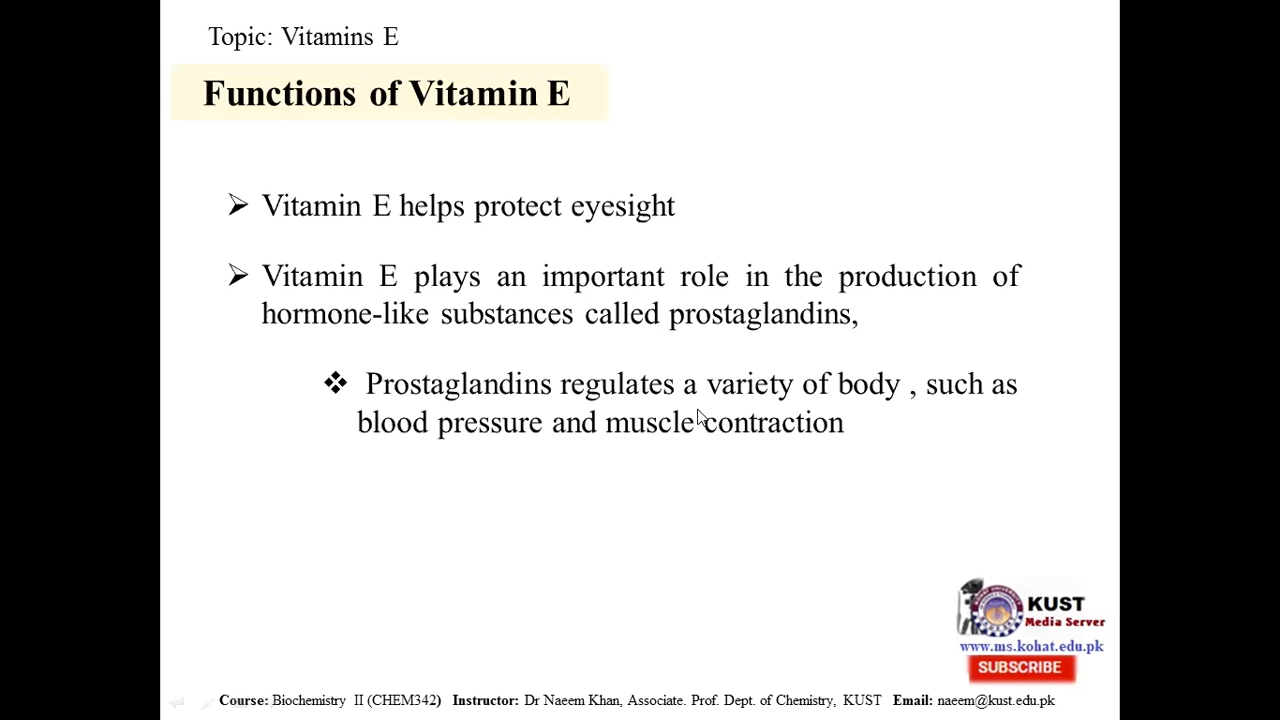 Topic: Vitamins E
Functions of Vitamin E
Vitamin E helps protect eyesight
Vitamin E plays an important role in the production of
hormone-like substances called prostaglandins,
Prostaglandins regulates a variety of body , such as
blood pressure and muscle contraction
KUST
Media Server
www.ms.kohat.edu.pk
SUBSCRIBE
Course: Biochemistry II (CHEM342) Instructor: Dr Naeem Khan, Associate. Prof. Dept. of Chemistry, KUST Email: naeem@kust.edu.pk